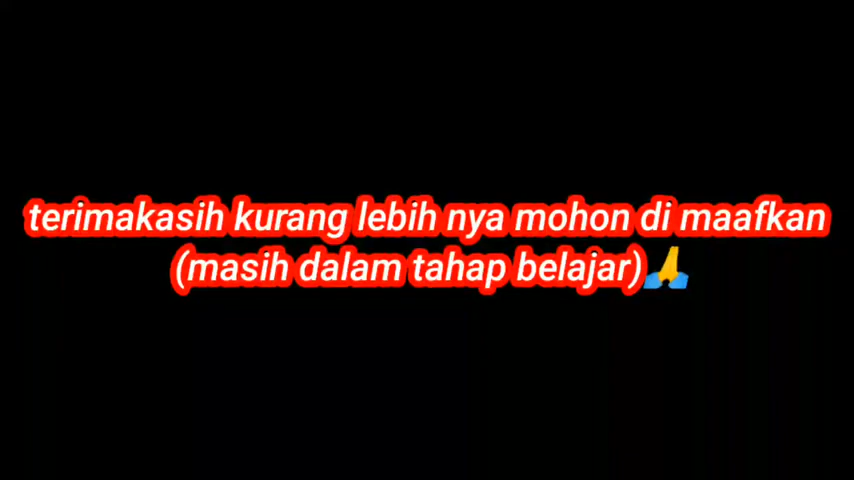 terimakasih kurang lebih nya mohon di maafkan
(masih dalam tahap belajar)🙏